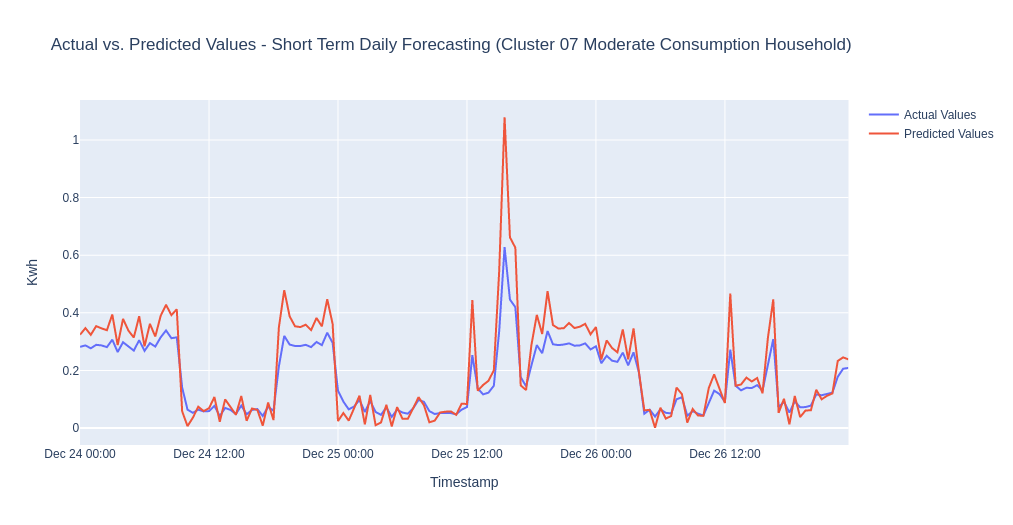 Actual vs. Predicted Values - Short Term Daily Forecasting (Cluster 07 Moderate Consumption Household)
Actual Values
Predicted Values
1
0.8
0.6
0.4
0.2
0
Kwh
Dec 24 00:00 Dec 24 12:00 Dec 25 00:00 Dec 25 12:00 Dec 26 00:00 Dec 26 12:00
Timestamp